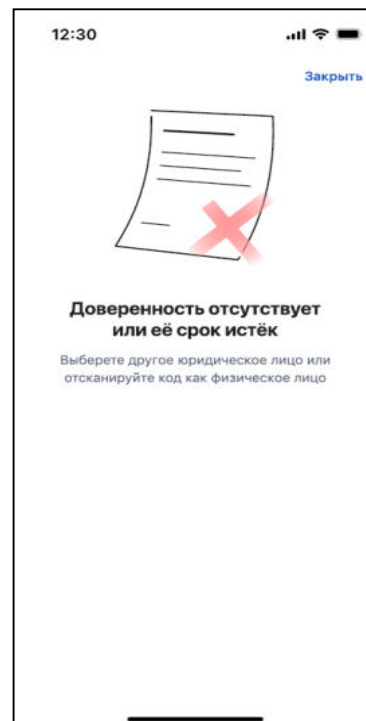 12:30
Закрыть
Доверенность отсутствует
или её срок истёк
Выберете другое юридическое лицо или
отсканируйте код как физическое лицо